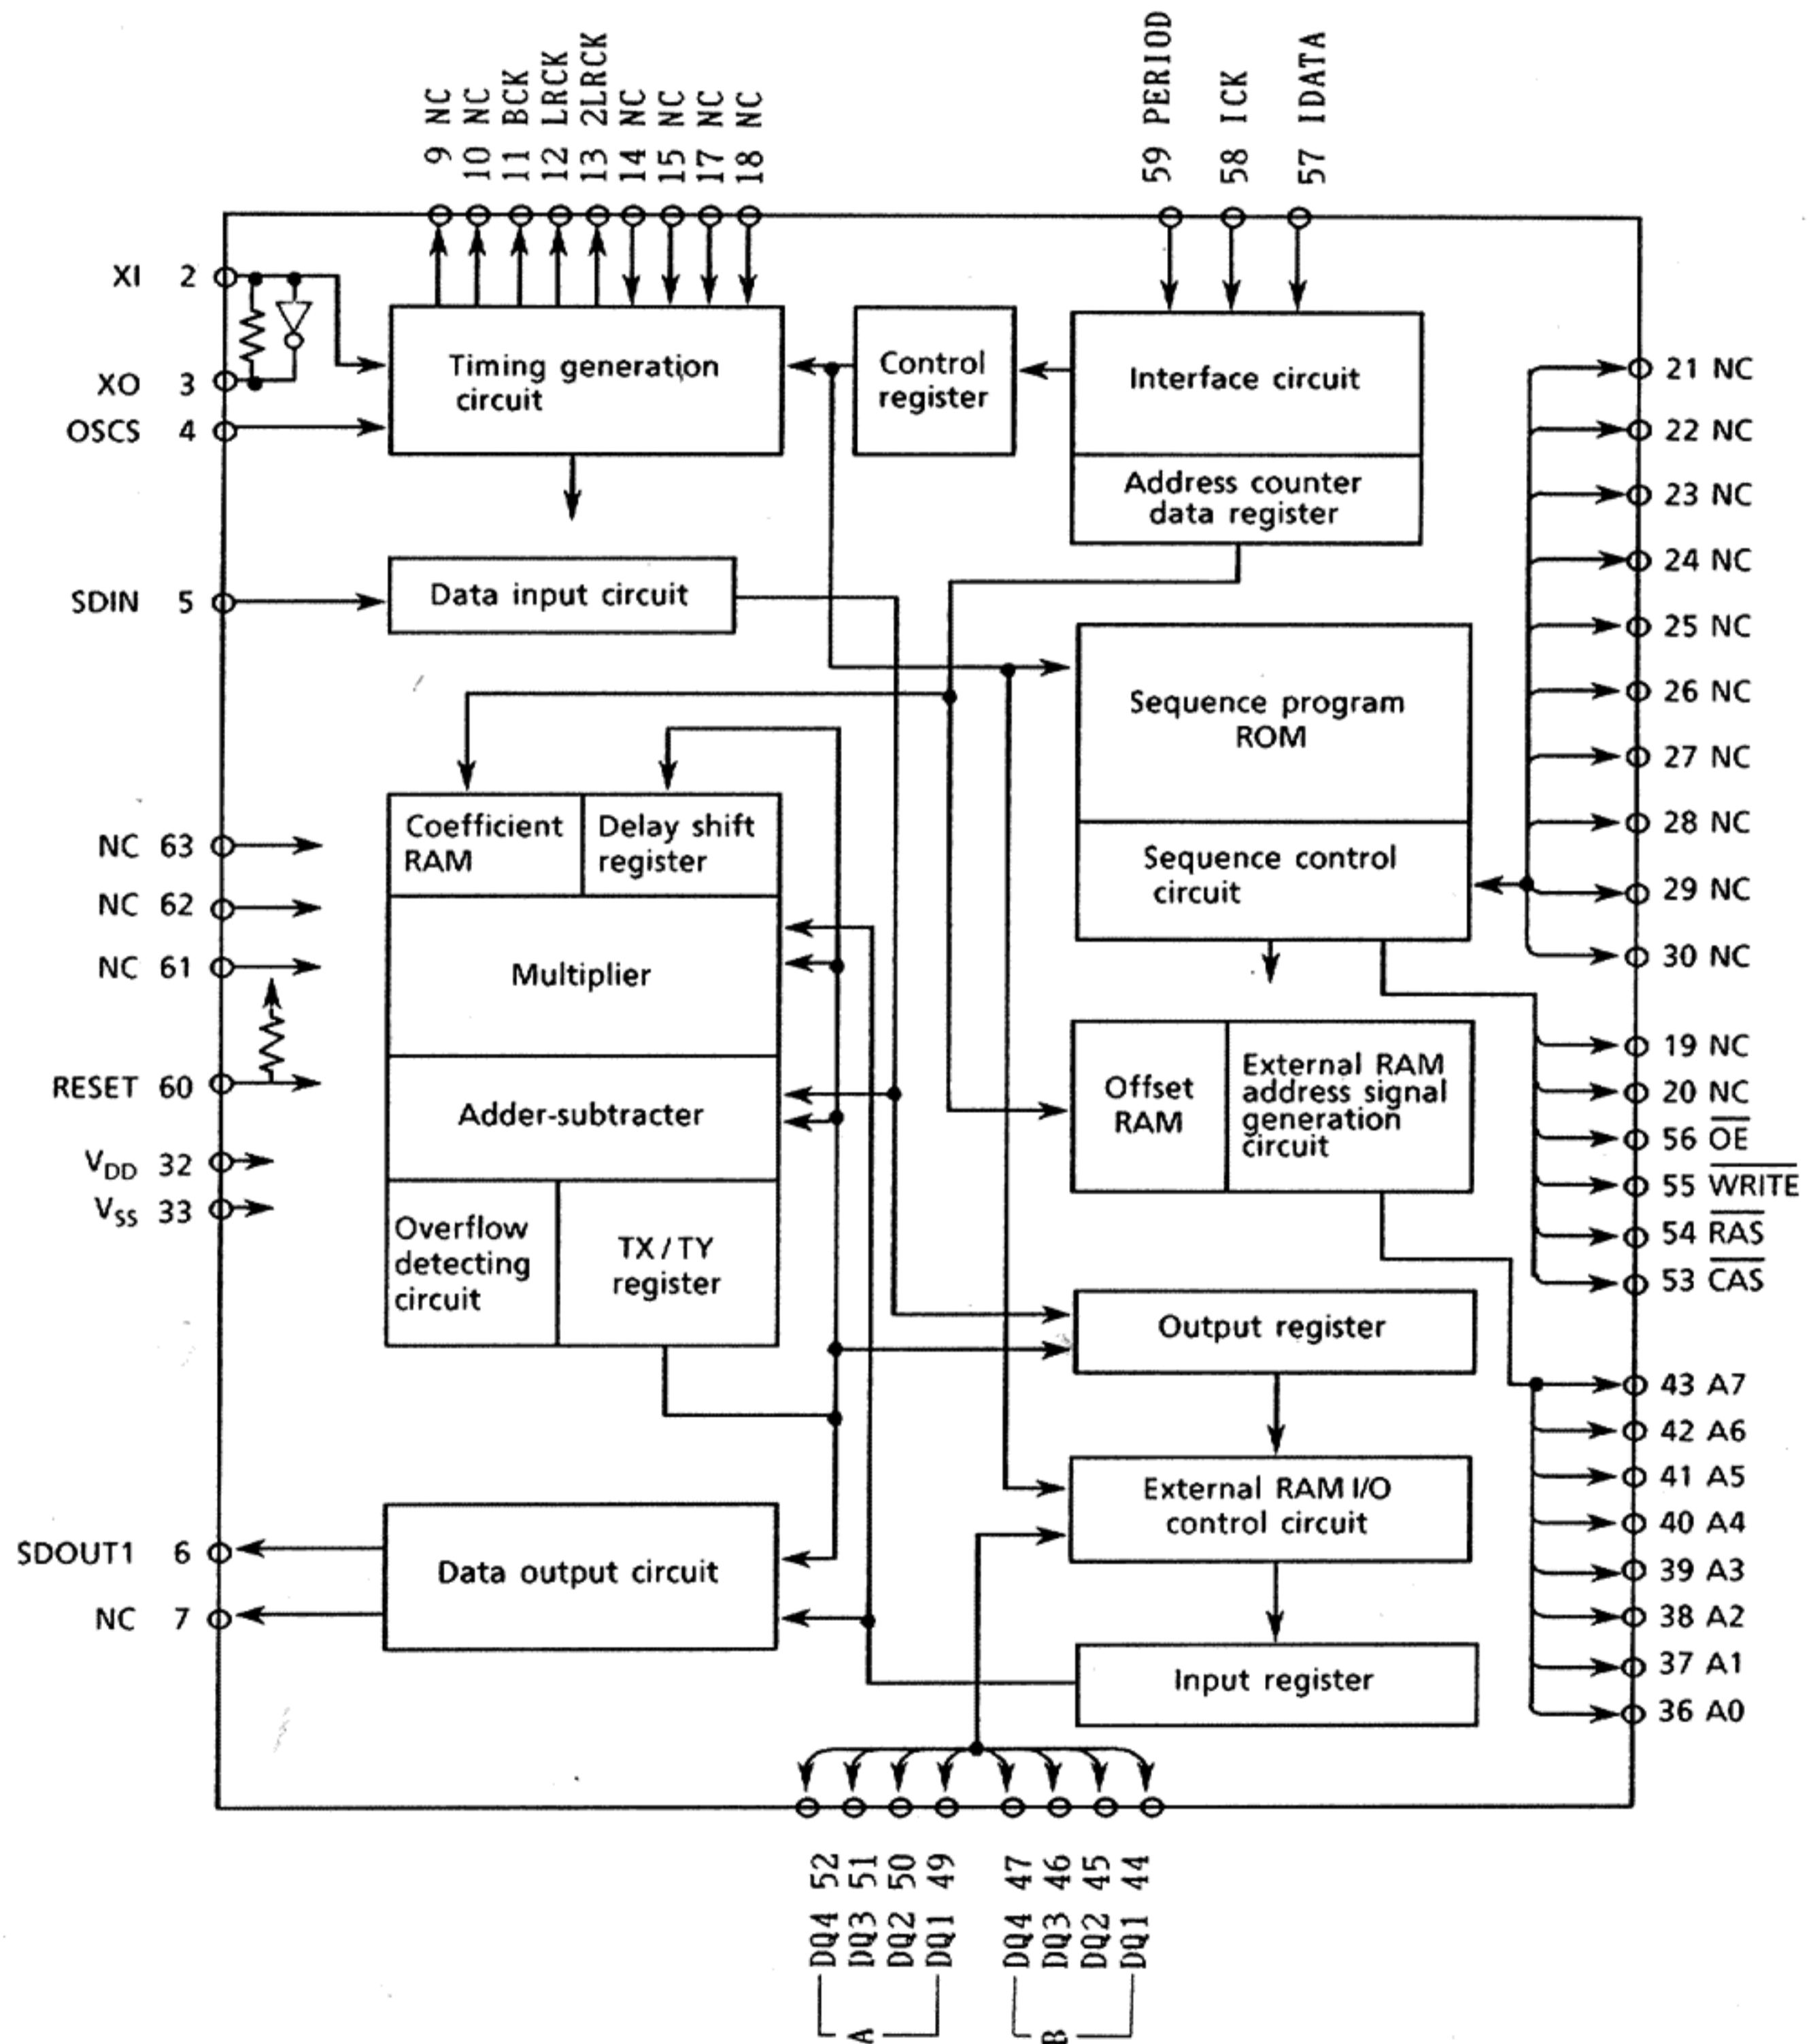 9 NC
10 NC
11 BCK
12 LRCK
13 2LRCK
14 NC
15 NC
17 NC
18 NC
59 PERIOD
58 ICK
57 IDATA
XI 2
XO 3
OSCS 4
SDIN 5
NC 63
NC 62
NC 61
RESET 60
VDD 32
VSS 33
SDOUT1 6
NC 7
Timing generation
circuit
Control
register
Interface circuit
Address counter
data register
Data input circuit
Sequence program
ROM
Sequence control
circuit
Coefficient
RAM
Delay shift
register
Multiplier
Adder-subtracter
Overflow
detecting
circuit
TX/TY
register
Offset
RAM
External RAM
address signal
generation
circuit
Output register
External RAM I/O
control circuit
Input register
Data output circuit
21 NC
22 NC
23 NC
24 NC
25 NC
26 NC
27 NC
28 NC
29 NC
30 NC
19 NC
20 NC
56 OE
55 WRITE
54 RAS
53 CAS
43 A7
42 A6
41 A5
40 A4
39 A3
38 A2
37 A1
36 A0
DQ4 52
DQ3 51
DQ2 50
DQ1 49
DQ4 47
DQ3 46
DQ2 45
DQ1 44
A
B